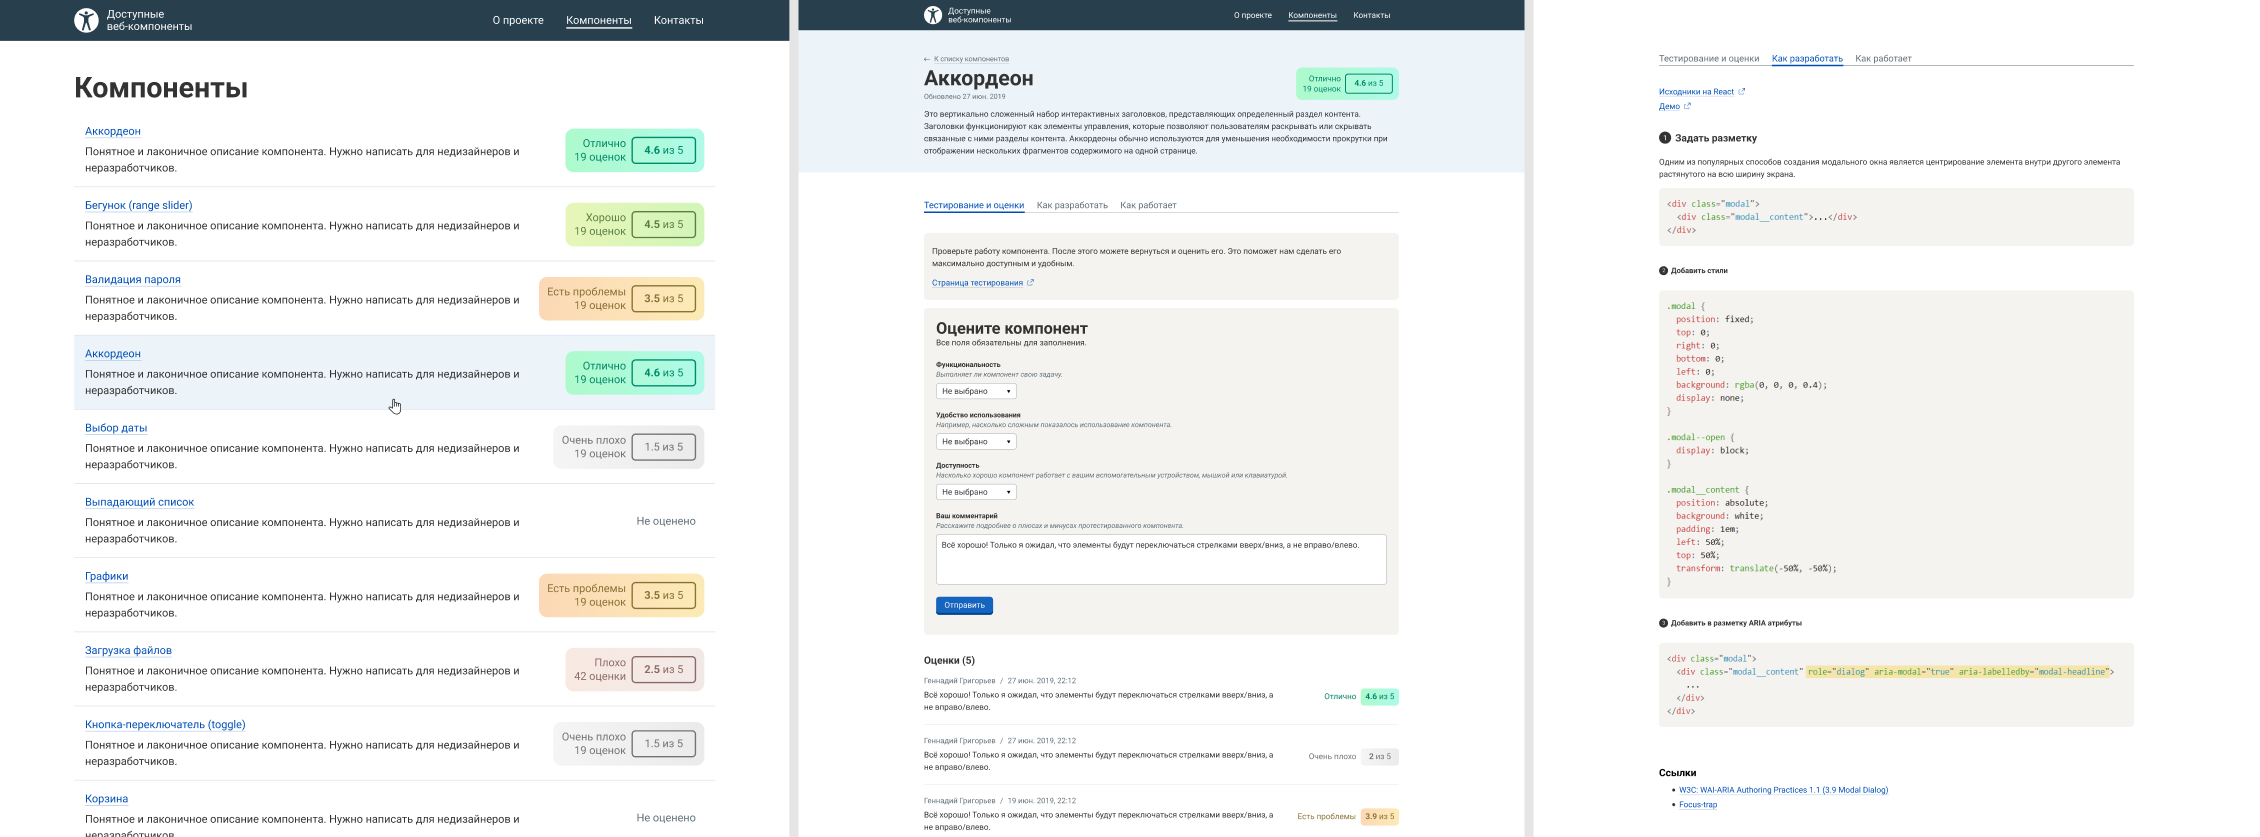 Доступные
веб-компоненты
О проекте
Компоненты
Контакты
Компоненты
Аккордеон
Понятное и лаконичное описание компонента. Нужно написать для недизайнеров и
неразработчиков.
Отлично
19 оценок
4.6 из 5
Бегунок (range slider)
Понятное и лаконичное описание компонента. Нужно написать для недизайнеров и
неразработчиков.
Хорошо
19 оценок
4.5 из 5
Валидация пароля
Понятное и лаконичное описание компонента. Нужно написать для недизайнеров и
неразработчиков.
Есть проблемы
19 оценок
3.5 из 5
Аккордеон
Понятное и лаконичное описание компонента. Нужно написать для недизайнеров и
неразработчиков.
Отлично
19 оценок
4.6 из 5
Выбор даты
Понятное и лаконичное описание компонента. Нужно написать для недизайнеров и
неразработчиков.
Очень плохо
19 оценок
1.5 из 5
Выпадающий список
Понятное и лаконичное описание компонента. Нужно написать для недизайнеров и
неразработчиков.
Не оценено
Графики
Понятное и лаконичное описание компонента. Нужно написать для недизайнеров и
неразработчиков.
Есть проблемы
19 оценок
3.5 из 5
Загрузка файлов
Понятное и лаконичное описание компонента. Нужно написать для недизайнеров и
неразработчиков.
Плохо
42 оценки
2.5 из 5
Кнопка-переключатель (toggle)
Понятное и лаконичное описание компонента. Нужно написать для недизайнеров и
неразработчиков.
Очень плохо
19 оценок
1.5 из 5
Корзина
Понятное и лаконичное описание компонента. Нужно написать для недизайнеров и
неразработчиков.
Не оценено
Доступные
веб-компоненты
О проекте
Компоненты
Контакты
← К списку компонентов
Аккордеон
Обновлено 27 июн. 2019
Отлично
19 оценок
4.6 из 5
Это вертикально сложенный набор интерактивных заголовков, представляющих определенный раздел контента.
Заголовки функционируют как элементы управления, которые позволяют пользователям раскрывать или скрывать
связанные с ними разделы контента. Аккордеоны обычно используются для уменьшения необходимости прокрутки при
отображении нескольких фрагментов содержимого на одной странице.
Тестирование и оценки
Как разработать
Как работает
Проверьте работу компонента. После этого можете вернуться и оценить его. Это поможет нам сделать его
максимально доступным и удобным.
Страница тестирования
Оцените компонент
Все поля обязательны для заполнения.
Функциональность
Выполняет ли компонент свою задачу.
Не выбрано
Удобство использования
Например, насколько сложным показалось использование компонента.
Не выбрано
Доступность
Насколько хорошо компонент работает с вашим вспомогательным устройством, мышкой или клавиатурой.
Не выбрано
Ваш комментарий
Расскажите подробнее о плюсах и минусах протестированного компонента.
Всё хорошо! Только я ожидал, что элементы будут переключаться стрелками вверх/вниз, а не вправо/влево.
Отправить
Оценки (5)
Геннадий Григорьев / 27 июн. 2019, 22:12
Всё хорошо! Только я ожидал, что элементы будут переключаться стрелками вверх/вниз, а
не вправо/влево.
Отлично
4.6 из 5
Геннадий Григорьев / 27 июн. 2019, 22:12
Всё хорошо! Только я ожидал, что элементы будут переключаться стрелками вверх/вниз, а
не вправо/влево.
Очень плохо
2 из 5
Геннадий Григорьев / 19 июн. 2019, 22:12
Всё хорошо! Только я ожидал, что элементы будут переключаться стрелками вверх/вниз, а
не вправо/влево.
Есть проблемы
3.9 из 5
Тестирование и оценки
Как разработать
Как работает
Исходники на React
Демо
1 Задать разметку
Одним из популярных способов создания модального окна является центрирование элемента внутри другого элемента
растянутого на всю ширину экрана.
<div class="modal">
<div class="modal__content">...</div>
</div>
2 Добавить стили
.modal {
position: fixed;
top: 0;
right: 0;
bottom: 0;
left: 0;
background: rgba(0, 0, 0, 0.4);
display: none;
}
.modal--open {
display: block;
}
.modal__content {
position: absolute;
background: white;
padding: 1em;
left: 50%;
top: 50%;
transform: translate(-50%, -50%);
}
3 Добавить в разметку ARIA атрибуты
<div class="modal">
<div class="modal__content" role="dialog" aria-modal="true" aria-labelledby="modal-headline">
...
</div>
</div>
Ссылки
• W3C: WAI-ARIA Authoring Practices 1.1 (3.9 Modal Dialog)
• Focus-trap